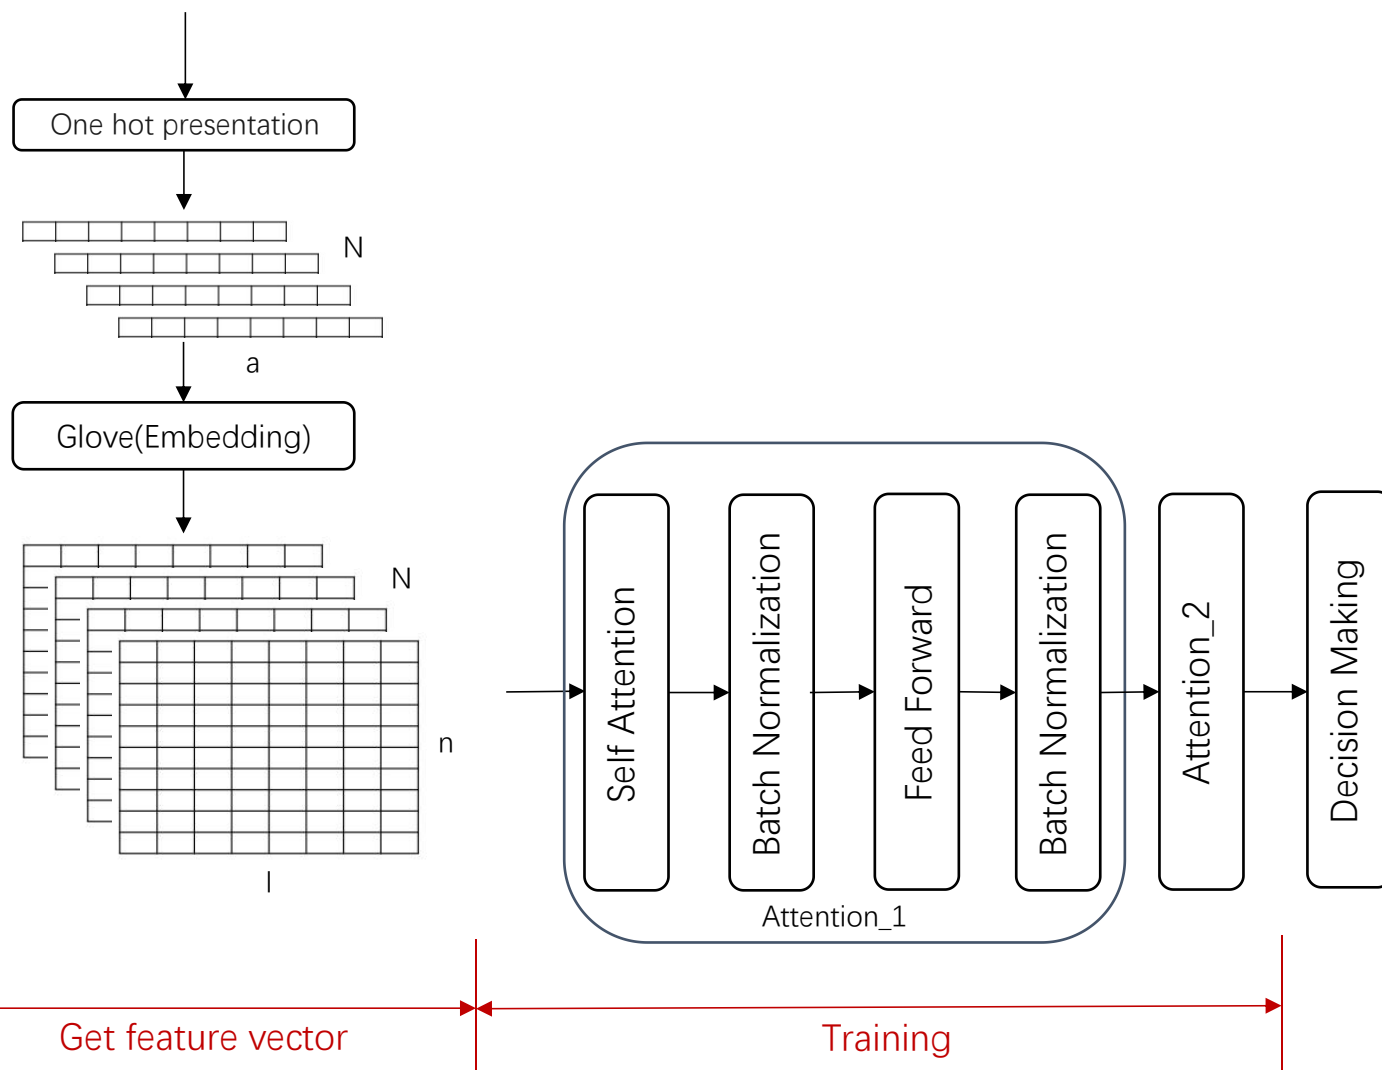 One hot presentation
N
a
Glove(Embedding)
N
n
l
Self Attention
Batch Normalization
Feed Forward
Batch Normalization
Attention_1
Attention_2
Decision Making
Get feature vector
Training